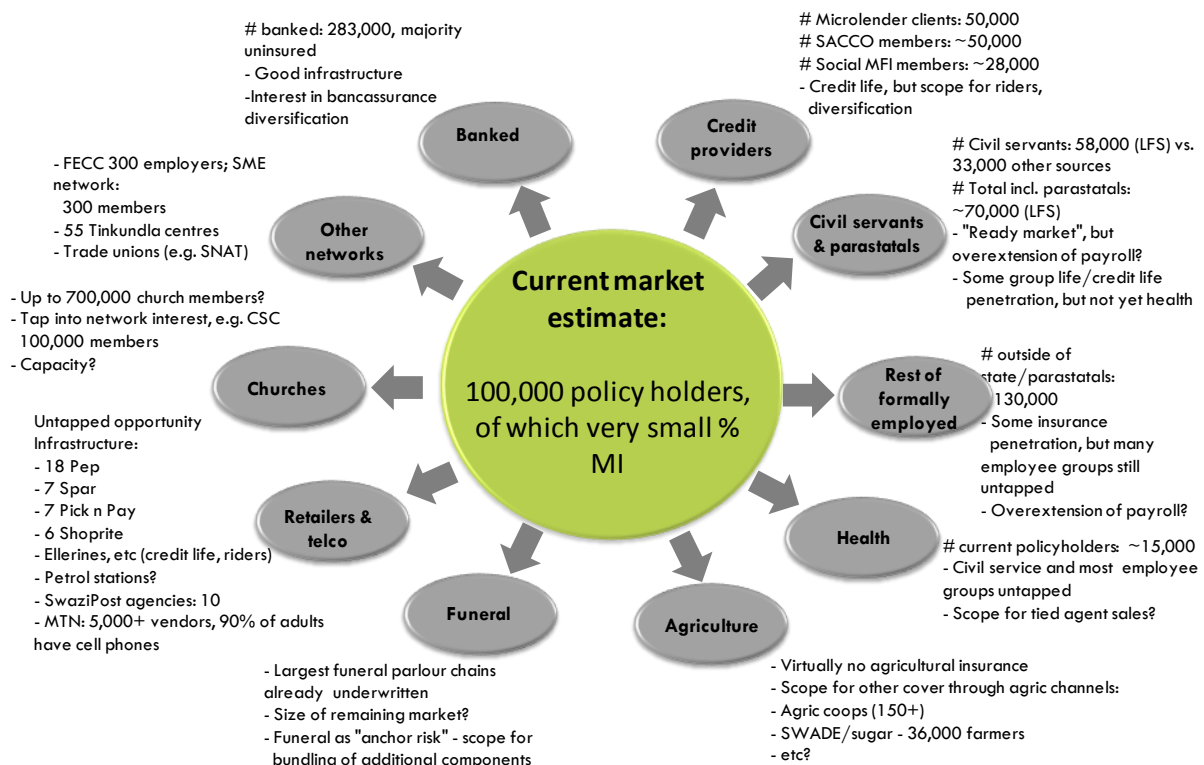 # banked: 283,000, majority
uninsured
- Good infrastructure
-Interest in bancassurance
diversification
Banked
# Microlender clients: 50,000
# SACCO members: ~50,000
# Social MFI members: ~28,000
- Credit life, but scope for riders,
diversification
Credit
providers
- FECC 300 employers; SME
network:
300 members
- 55 Tinkundla centres
- Trade unions (e.g. SNAT)
Other
networks
# Civil servants: 58,000 (LFS) vs.
33,000 other sources
# Total incl. parastatals:
~70,000 (LFS)
- "Ready market", but
overextension of payroll?
- Some group life/credit life
penetration, but not yet health
Civil servants
& parastatals
Current market
estimate:
100,000 policy holders,
of which very small %
MI
- Up to 700,000 church members?
- Tap into network interest, e.g. CSC
100,000 members
- Capacity?
Churches
# outside of
state/parastatals:
130,000
- Some insurance
penetration, but many
employee groups still
untapped
- Overextension of payroll?
Rest of
formally
employed
Untapped opportunity
Infrastructure:
- 18 Pep
- 7 Spar
- 7 Pick n Pay
- 6 Shoprite
- Ellerines, etc (credit life, riders)
- Petrol stations?
- SwaziPost agencies: 10
- MTN: 5,000+ vendors, 90% of adults
have cell phones
Retailers &
telco
Health
# current policyholders: ~15,000
- Civil service and most employee
groups untapped
- Scope for tied agent sales?
Funeral
- Largest funeral parlour chains
already underwritten
- Size of remaining market?
- Funeral as "anchor risk" - scope for
bundling of additional components
Agriculture
- Virtually no agricultural insurance
- Scope for other cover through agric channels:
- Agric coops (150+)
- SWADE/sugar - 36,000 farmers
- etc?